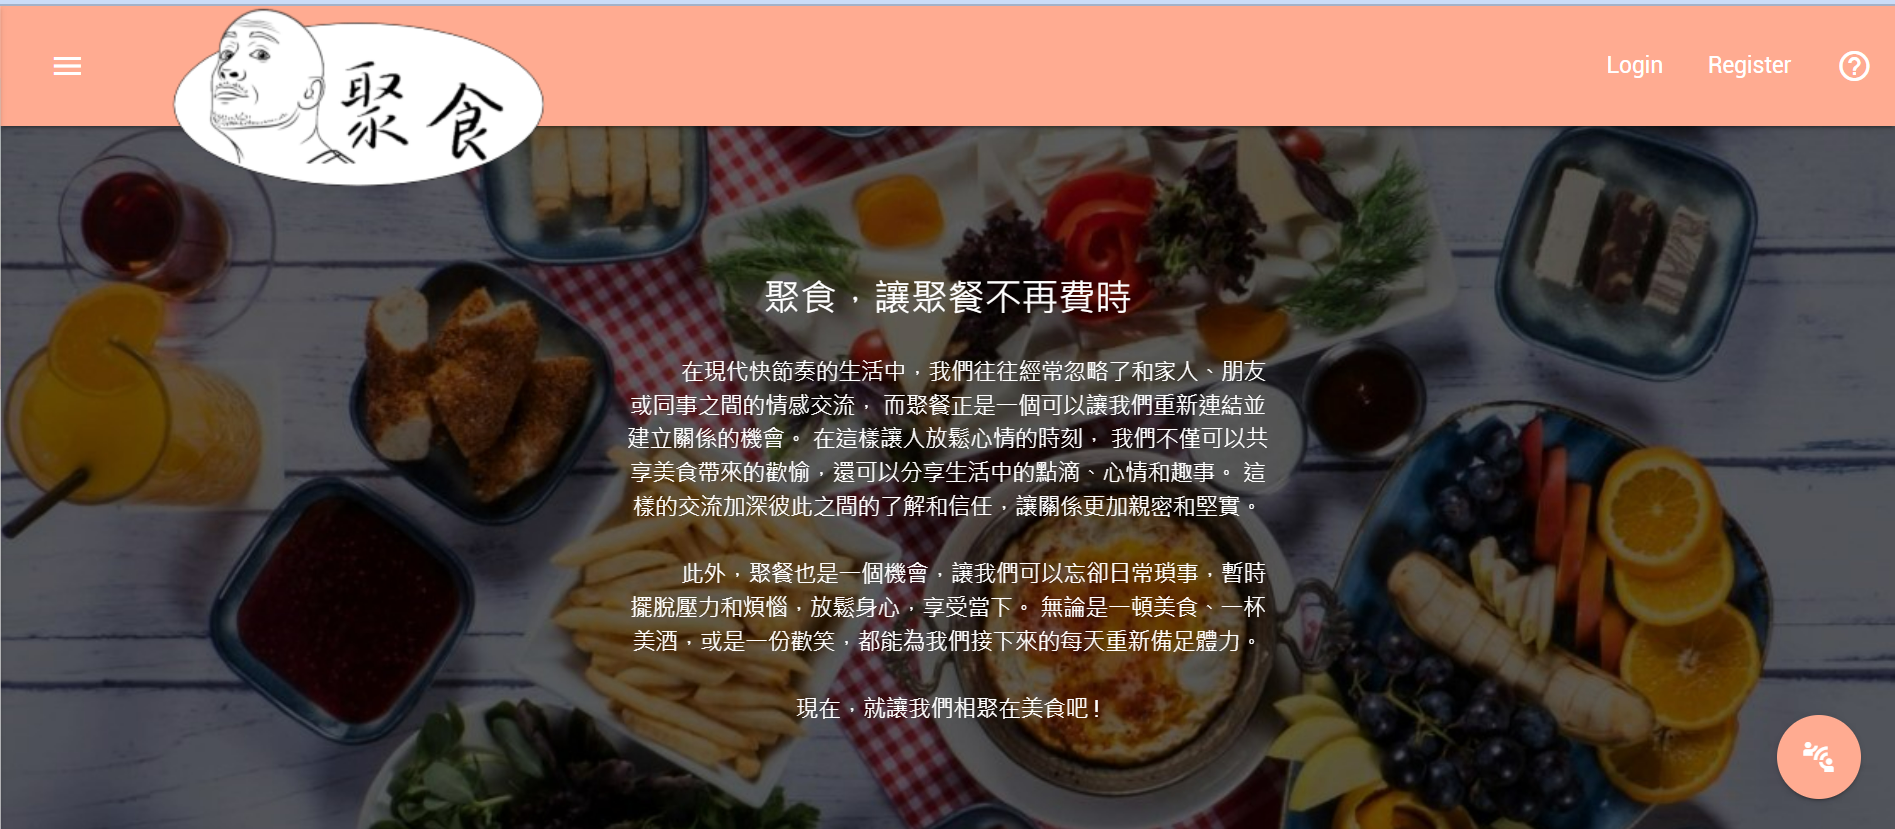 聚食
Login
Register
聚食，讓聚餐不再費時
在現代快節奏的生活中，我們往往經常忽略了和家人、朋友
或同事之間的情感交流， 而聚餐正是一個可以讓我們重新連結並
建立關係的機會。 在這樣讓人放鬆心情的時刻， 我們不僅可以共
享美食帶來的歡愉，還可以分享生活中的點滴、心情和趣事。 這
樣的交流加深彼此之間的了解和信任，讓關係更加親密和堅實。
此外，聚餐也是一個機會，讓我們可以忘卻日常瑣事，暫時
擺脫壓力和煩惱，放鬆身心，享受當下。 無論是一頓美食、一杯
美酒，或是一份歡笑，都能為我們接下來的每天重新備足體力。
現在，就讓我們相聚在美食吧！